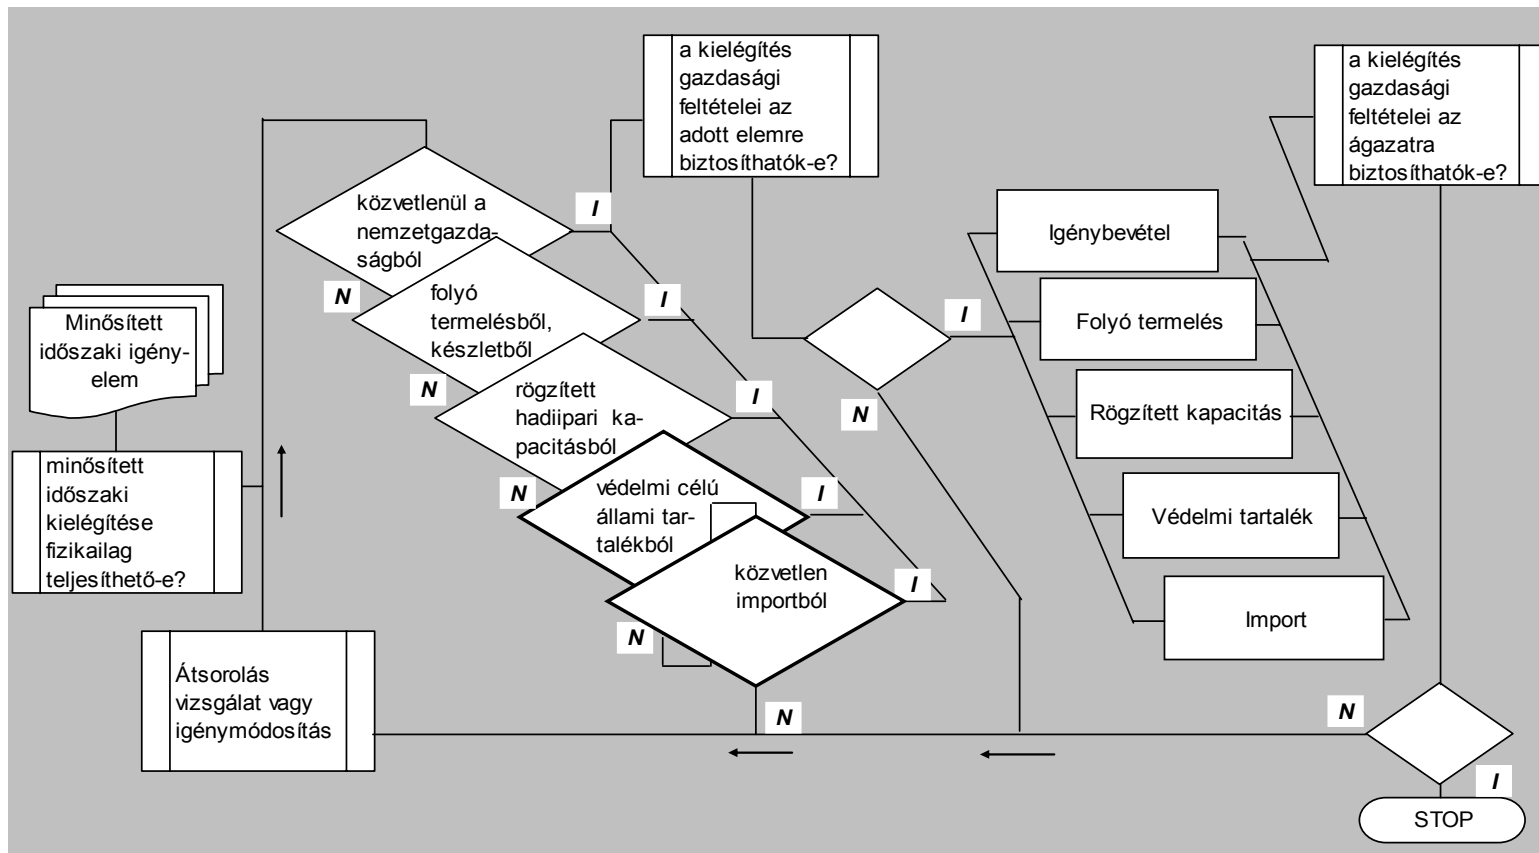 a kielégítés
gazdasági
feltételei az
adott elemre
biztosíthatók-e?
a kielégítés
gazdasági
feltételei az
ágazatra
biztosíthatók-e?
közvetlenül a
nemzetgazda-
ságból
I
N
folyó
termelésből,
készletből
I
N
rögzített
hadiipari ka-
pacitásból
I
N
védelmi célú
állami tar-
talékból
I
N
közvetlen
importból
I
N
I
N
Igénybevétel
Folyó termelés
Rögzített kapacitás
Védelmi tartalék
Import
Minősített
időszaki igény-
elem
minősített
időszaki
kielégítése
fizikailag
teljesíthető-e?
Átsorolás
vizsgálat vagy
igénymódosítás
N
N
I
STOP